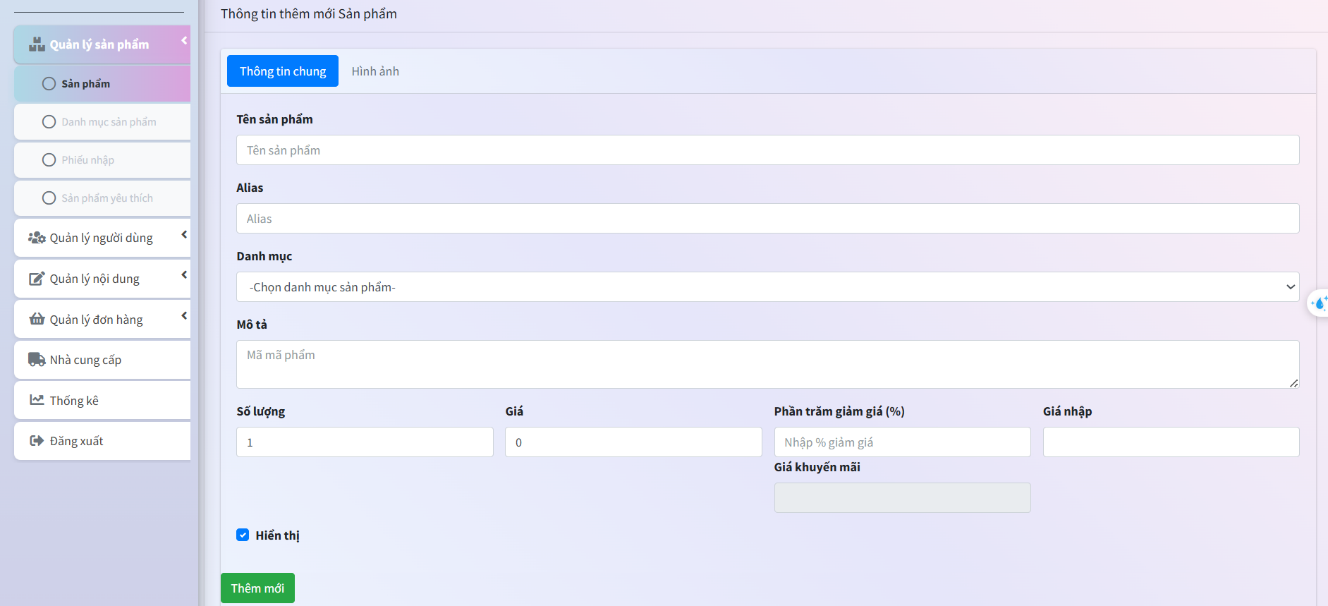 Thông tin thêm mới Sản phẩm
Quản lý sản phẩm
Sản phẩm
Danh mục sản phẩm
Phiếu nhập
Sản phẩm yêu thích
Quản lý người dùng
Quản lý nội dung
Quản lý đơn hàng
Nhà cung cấp
Thống kê
Đăng xuất
Thông tin chung Hình ảnh
Tên sản phẩm
Tên sản phẩm
Alias
Alias
Danh mục
-Chọn danh mục sản phẩm-
Mô tả
Mã mã phẩm
Số lượng Giá Phần trăm giảm giá (%) Giá nhập
1 0 Nhập % giảm giá
Giá khuyến mãi
Hiển thị
Thêm mới